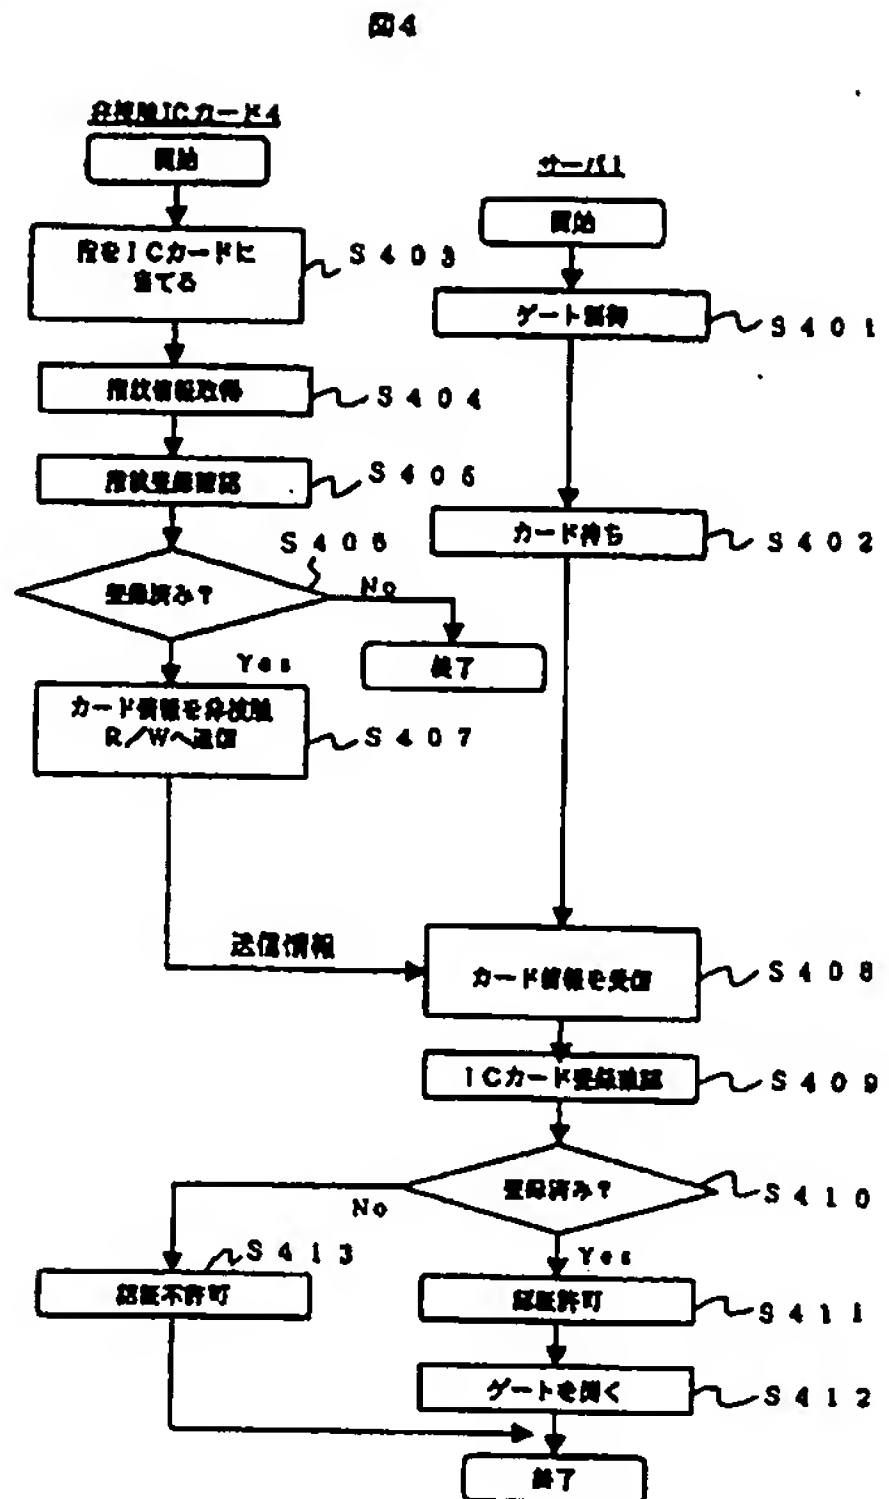 図4
非接触ICカード4
開始
指をICカードに
当てる
S403
指紋情報取得
S404
指紋登録確認
S405
登録済み?
S406
No
終了
Yes
カード情報を非接触
R/Wへ送信
S407
送信情報
サーバ1
開始
ゲート制御
S401
カード待ち
S402
カード情報を受信
S408
ICカード登録確認
S409
登録済み?
S410
No
認証不許可
S413
Yes
認証許可
S411
ゲートを開く
S412
終了